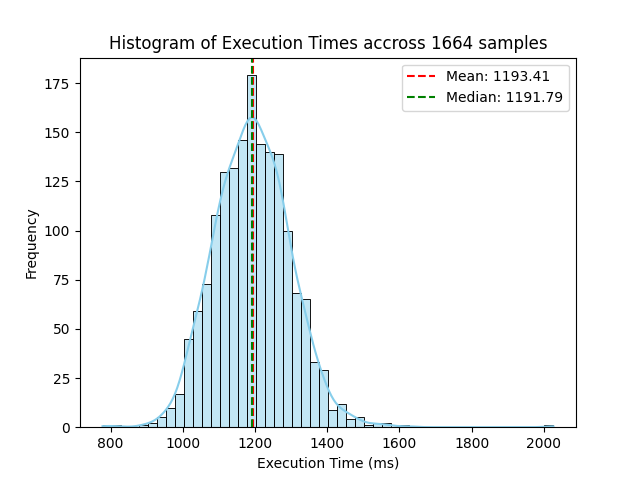 Histogram of Execution Times accross 1664 samples
Mean: 1193.41
Median: 1191.79
Frequency
175
150
125
100
75
50
25
0
800 1000 1200 1400 1600 1800 2000
Execution Time (ms)